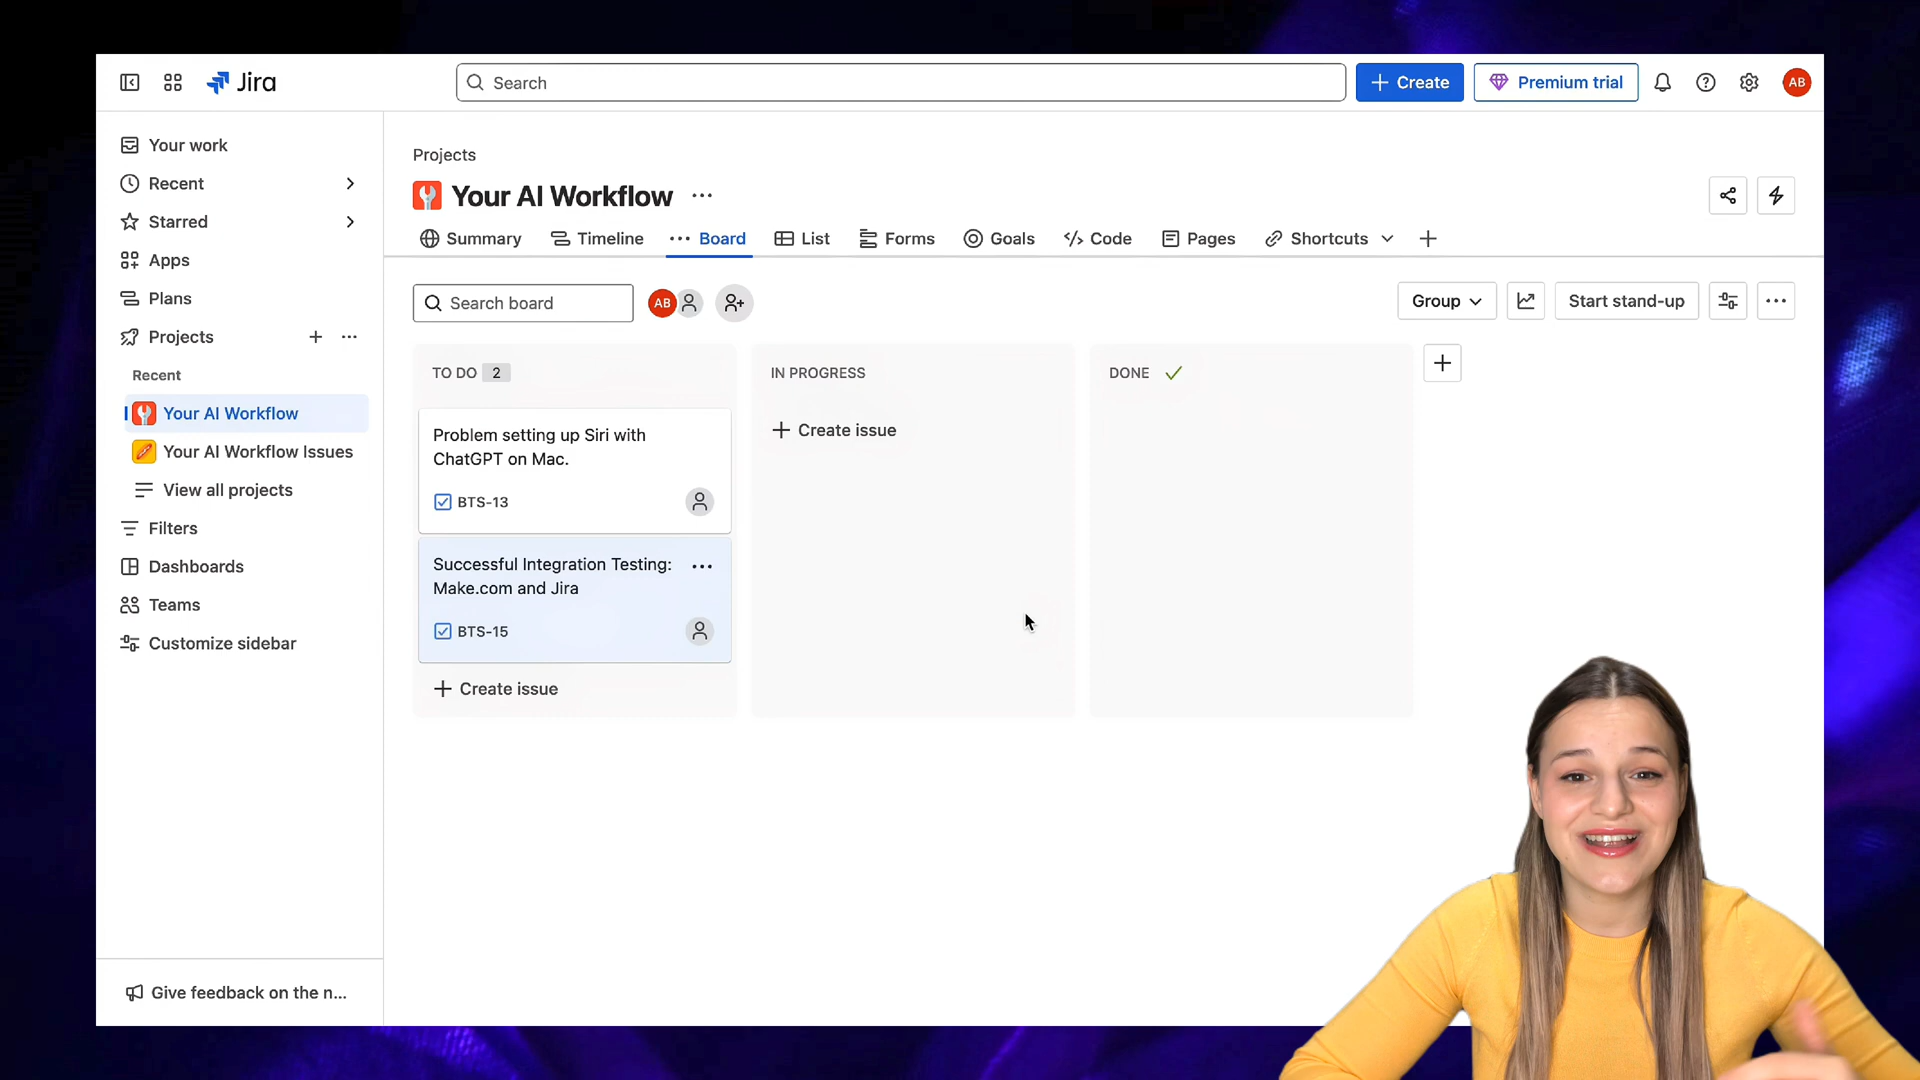 Jira
Search
Create
Premium trial
AB
Your work
Recent
Starred
Apps
Plans
Projects
Recent
Your AI Workflow
Your AI Workflow Issues
View all projects
Filters
Dashboards
Teams
Customize sidebar
Give feedback on the n...
Projects
Your AI Workflow
Summary
Timeline
Board
List
Forms
Goals
Code
Pages
Shortcuts
Search board
AB
Group
Start stand-up
TO DO 2
Problem setting up Siri with
ChatGPT on Mac.
BTS-13
Successful Integration Testing:
Make.com and Jira
BTS-15
Create issue
IN PROGRESS
Create issue
DONE